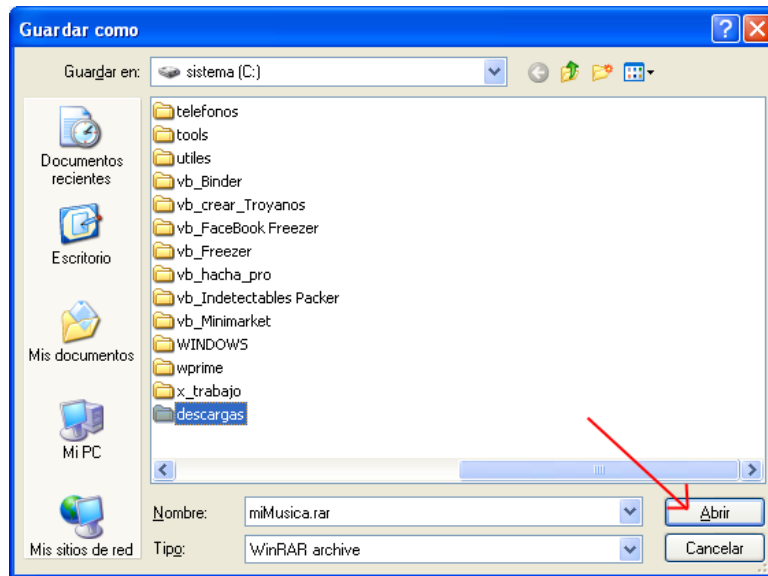 Guardar como
Guardar en:
sistema (C:)
telefonos
tools
utiles
vb_Binder
vb_crear_Troyanos
vb_FaceBook Freezer
vb_Freezer
vb_hacha_pro
vb_Indetectables Packer
vb_Minimarket
WINDOWS
wprime
x_trabajo
descargas
Documentos
recientes
Escritorio
Mis documentos
Mi PC
Mis sitios de red
Nombre:
miMusica.rar
Abrir
Tipo:
WinRAR archive
Cancelar